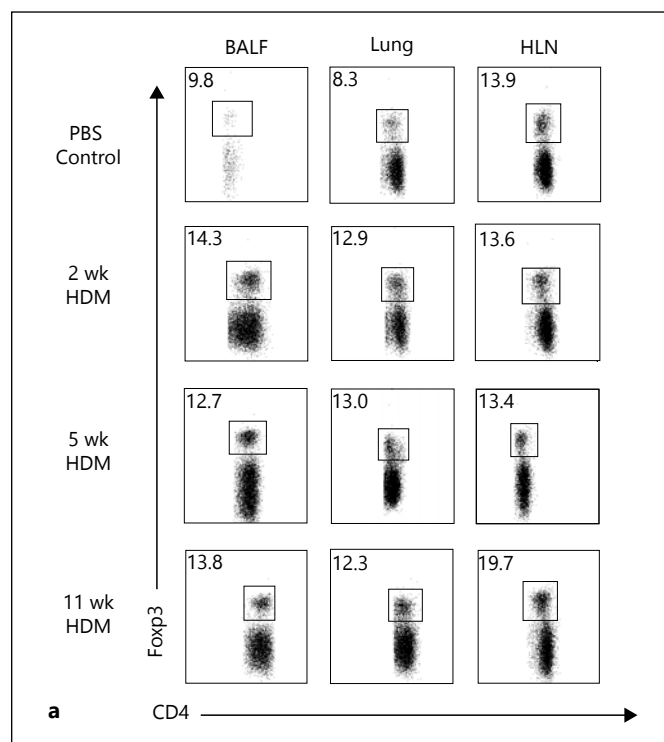 BALF Lung HLN
PBS
Control
9.8 8.3 13.9
2 wk
HDM
14.3 12.9 13.6
5 wk
HDM
12.7 13.0 13.4
11 wk
HDM
13.8 12.3 19.7
Foxp3
a CD4